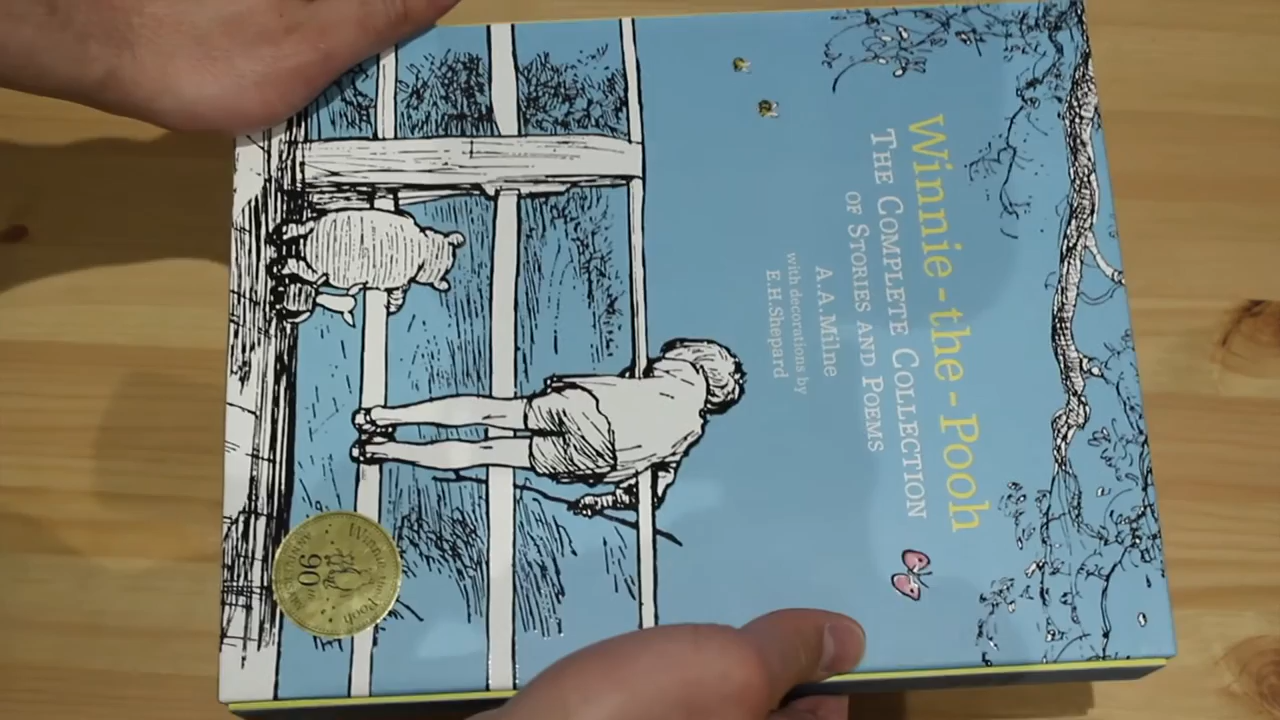 Winnie-the-Pooh
THE COMPLETE COLLECTION
OF STORIES AND POEMS
A.A.Milne
with decorations by
E.H.Shepard
Winnie-the-Pooh
90